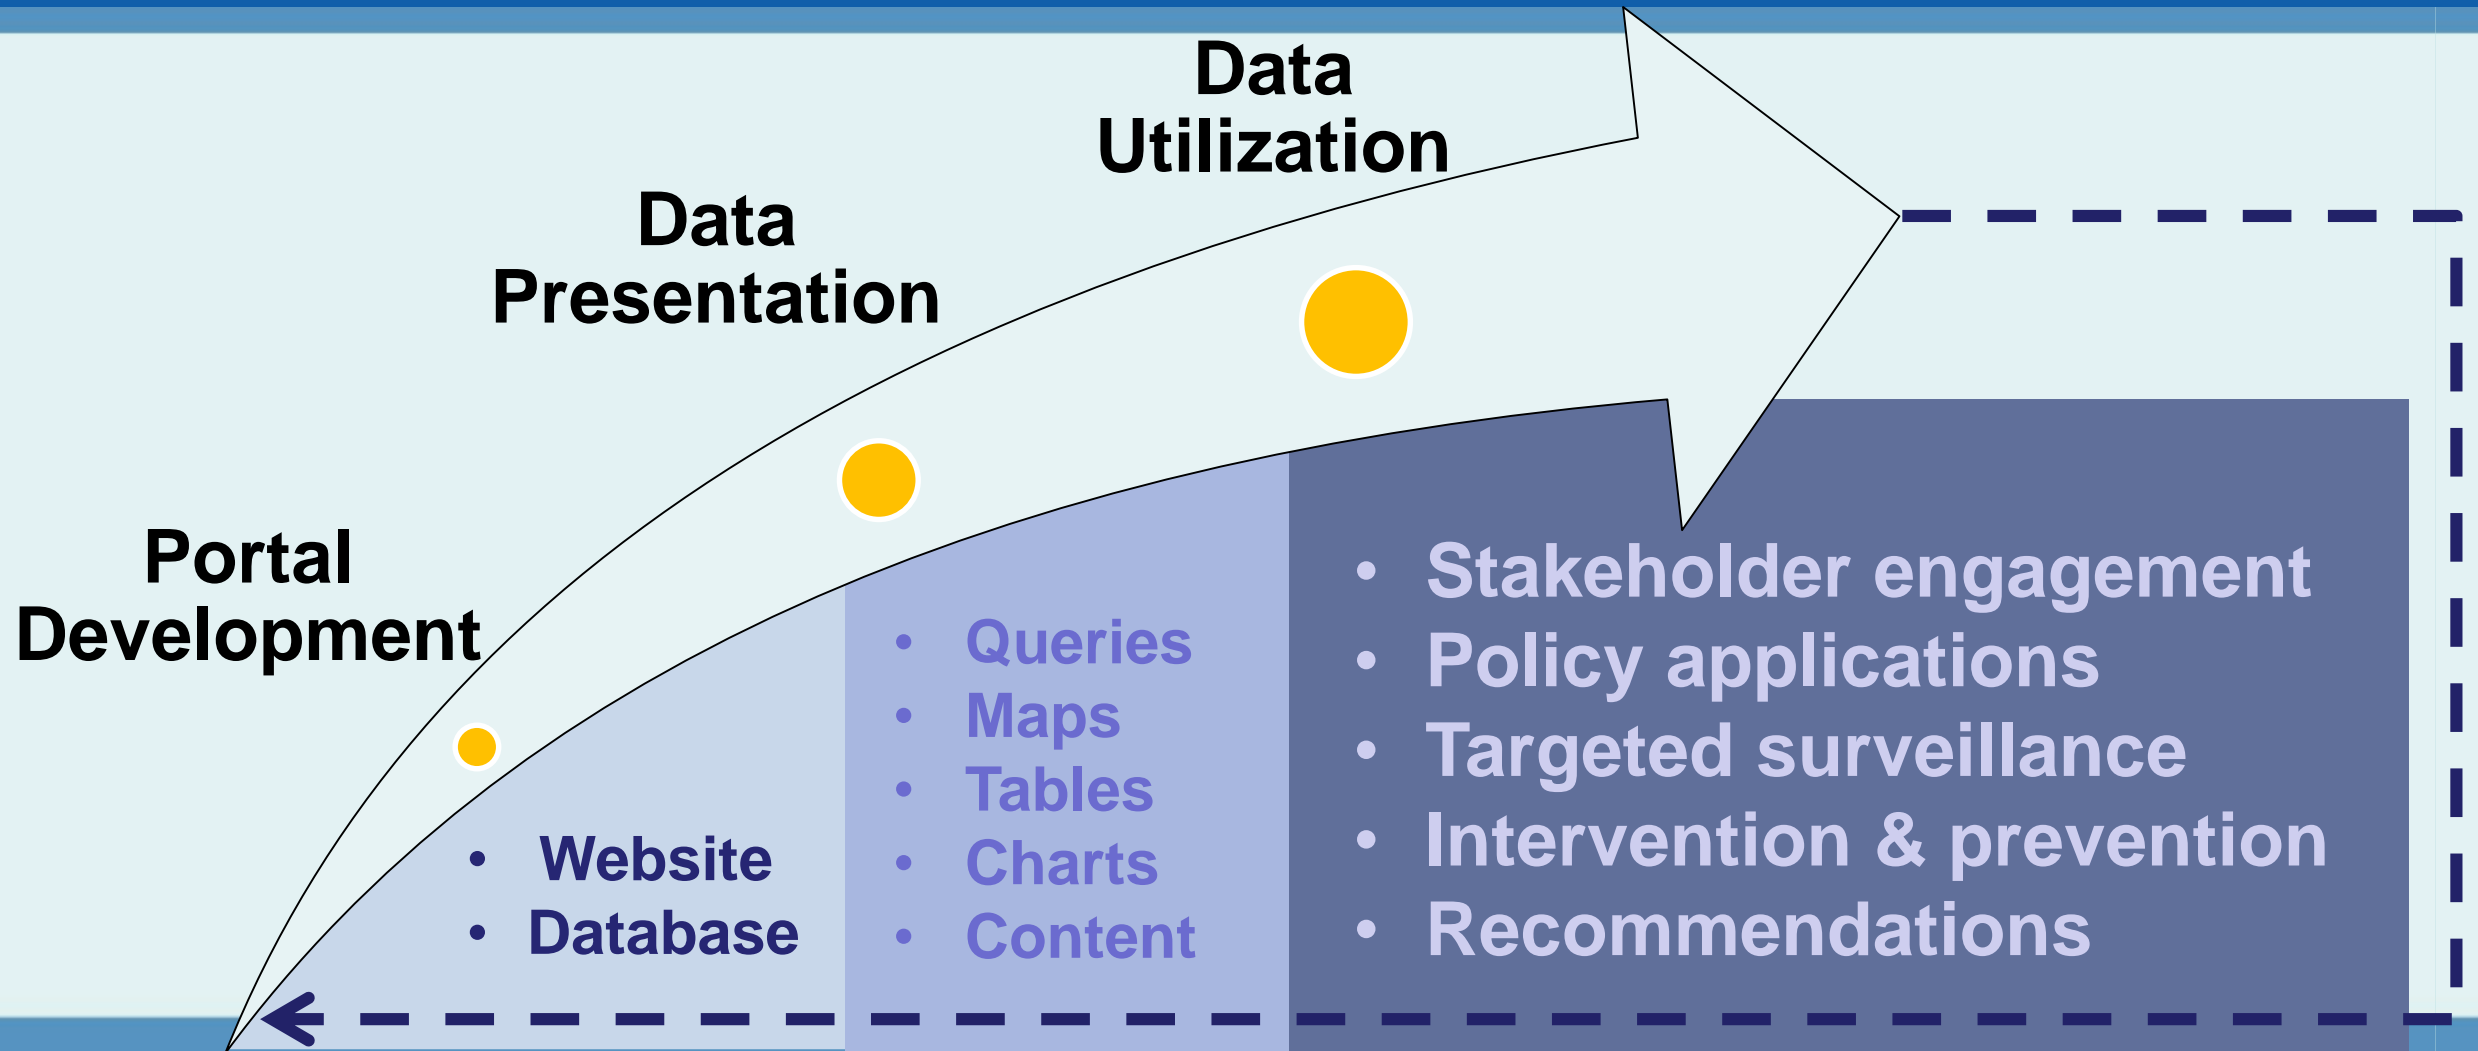 Data
Utilization
Data
Presentation
Portal
Development
• Website
• Database
• Queries
• Maps
• Tables
• Charts
• Content
• Stakeholder engagement
• Policy applications
• Targeted surveillance
• Intervention & prevention
• Recommendations